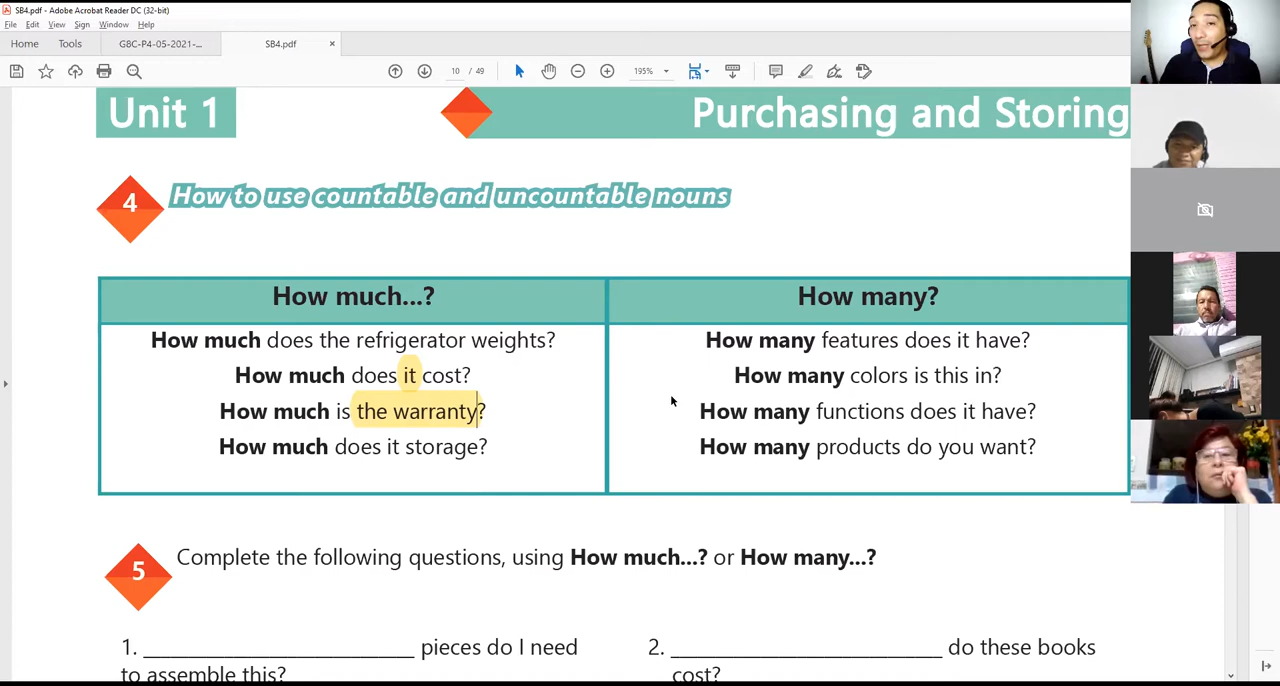 SB4.pdf - Adobe Acrobat Reader DC (32-bit)
File Edit View Sign Window Help
Home Tools G8C-P4-05-2021-... SB4.pdf ×
10 / 49 195%
Unit 1 Purchasing and Storing
4 How to use countable and uncountable nouns
How much...? How many?
How much does the refrigerator weights? How many features does it have?
How much does it cost? How many colors is this in?
How much is the warranty? How many functions does it have?
How much does it storage? How many products do you want?
5 Complete the following questions, using How much...? or How many...?
1. ________________________ pieces do I need 2. ________________________ do these books
to assemble this? cost?